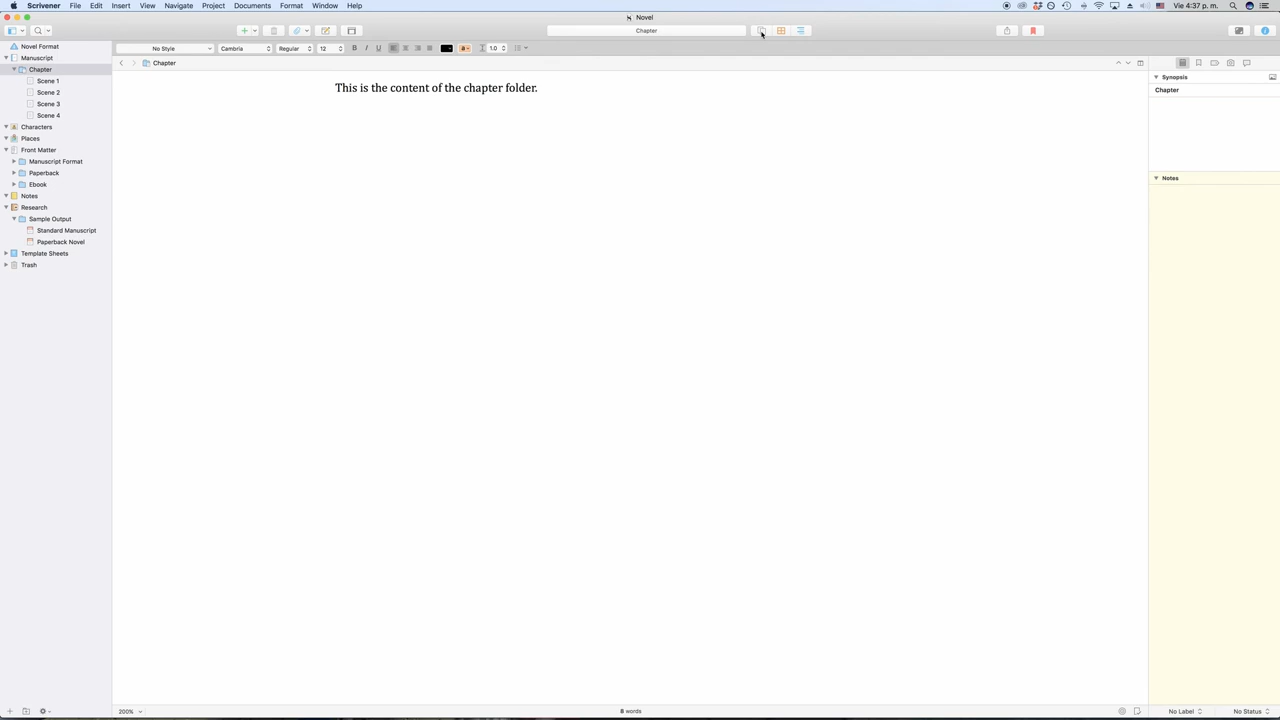 Scrivener File Edit Insert View Navigate Project Documents Format Window Help Vie 4:37 p. m.
Novel
Chapter
No Style Cambria Regular 12 B I U a 1.0
Chapter
This is the content of the chapter folder.
Novel Format
Manuscript
Chapter
Scene 1
Scene 2
Scene 3
Scene 4
Characters
Places
Front Matter
Manuscript Format
Paperback
Ebook
Notes
Research
Sample Output
Standard Manuscript
Paperback Novel
Template Sheets
Trash
Synopsis
Chapter
Notes
200% 8 words No Label No Status